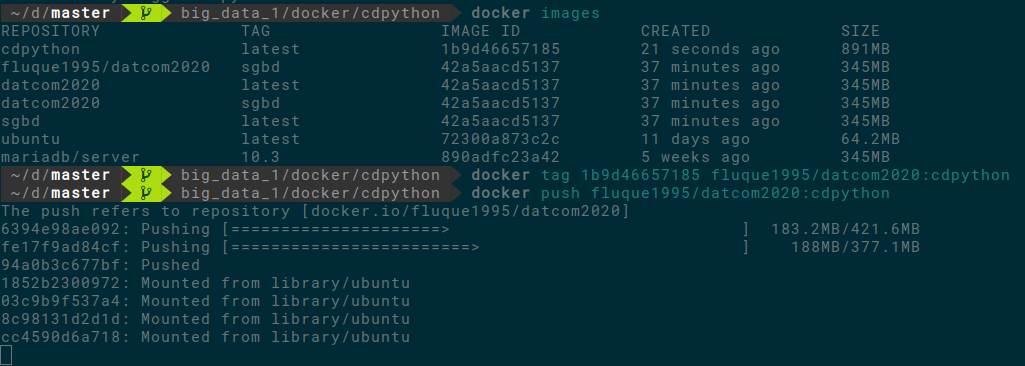 ~/d/master big_data_1/docker/cdpython docker images
REPOSITORY TAG IMAGE ID CREATED SIZE
cdpython latest 1b9d46657185 21 seconds ago 891MB
fluque1995/datcom2020 sgbd 42a5aacd5137 37 minutes ago 345MB
datcom2020 latest 42a5aacd5137 37 minutes ago 345MB
datcom2020 sgbd 42a5aacd5137 37 minutes ago 345MB
sgbd latest 42a5aacd5137 37 minutes ago 345MB
ubuntu latest 72300a873c2c 11 days ago 64.2MB
mariadb/server 10.3 890adfc23a42 5 weeks ago 345MB
~/d/master big_data_1/docker/cdpython docker tag 1b9d46657185 fluque1995/datcom2020:cdpython
~/d/master big_data_1/docker/cdpython docker push fluque1995/datcom2020:cdpython
The push refers to repository [docker.io/fluque1995/datcom2020]
6394e98ae092: Pushing [=====================> ] 183.2MB/421.6MB
fe17f9ad84cf: Pushing [========================> ] 188MB/377.1MB
94a0b3c677bf: Pushed
1852b2300972: Mounted from library/ubuntu
03c9b9f537a4: Mounted from library/ubuntu
8c98131d2d1d: Mounted from library/ubuntu
cc4590d6a718: Mounted from library/ubuntu